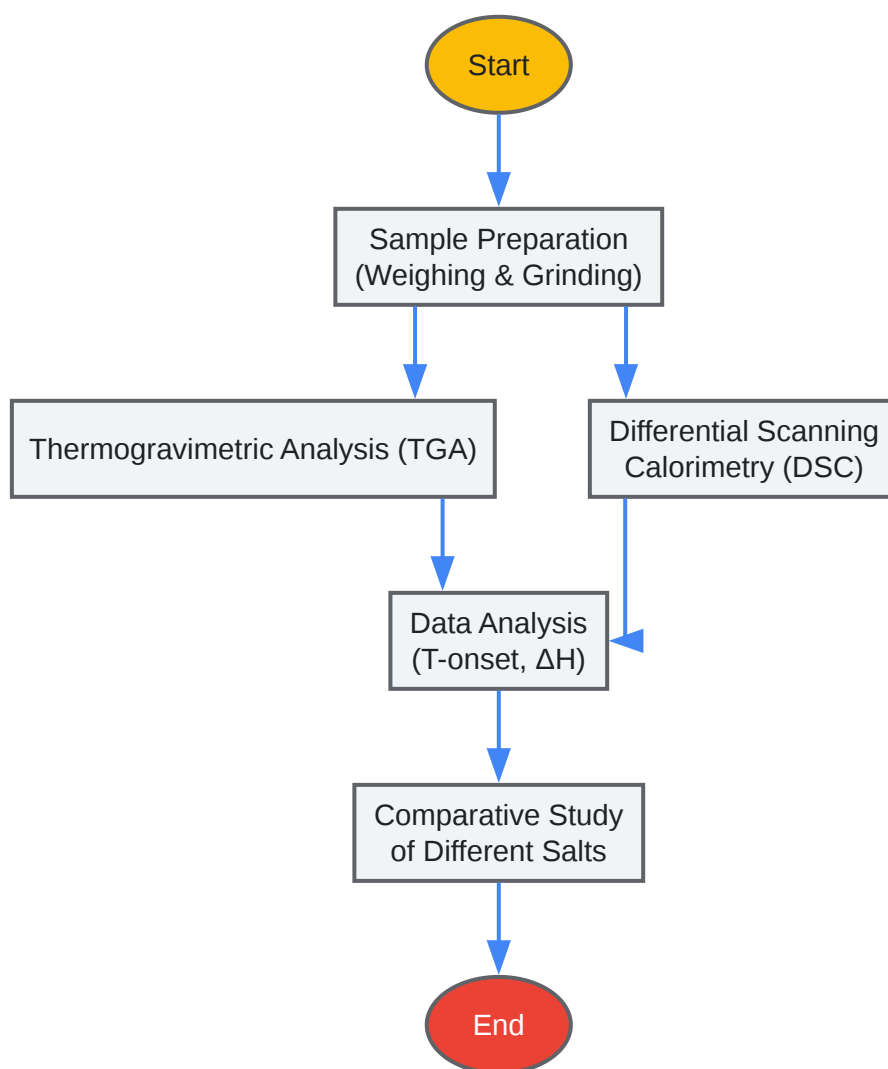 Start
Sample Preparation
(Weighing & Grinding)
Thermogravimetric Analysis (TGA)
Differential Scanning
Calorimetry (DSC)
Data Analysis
(T-onset, ΔH)
Comparative Study
of Different Salts
End